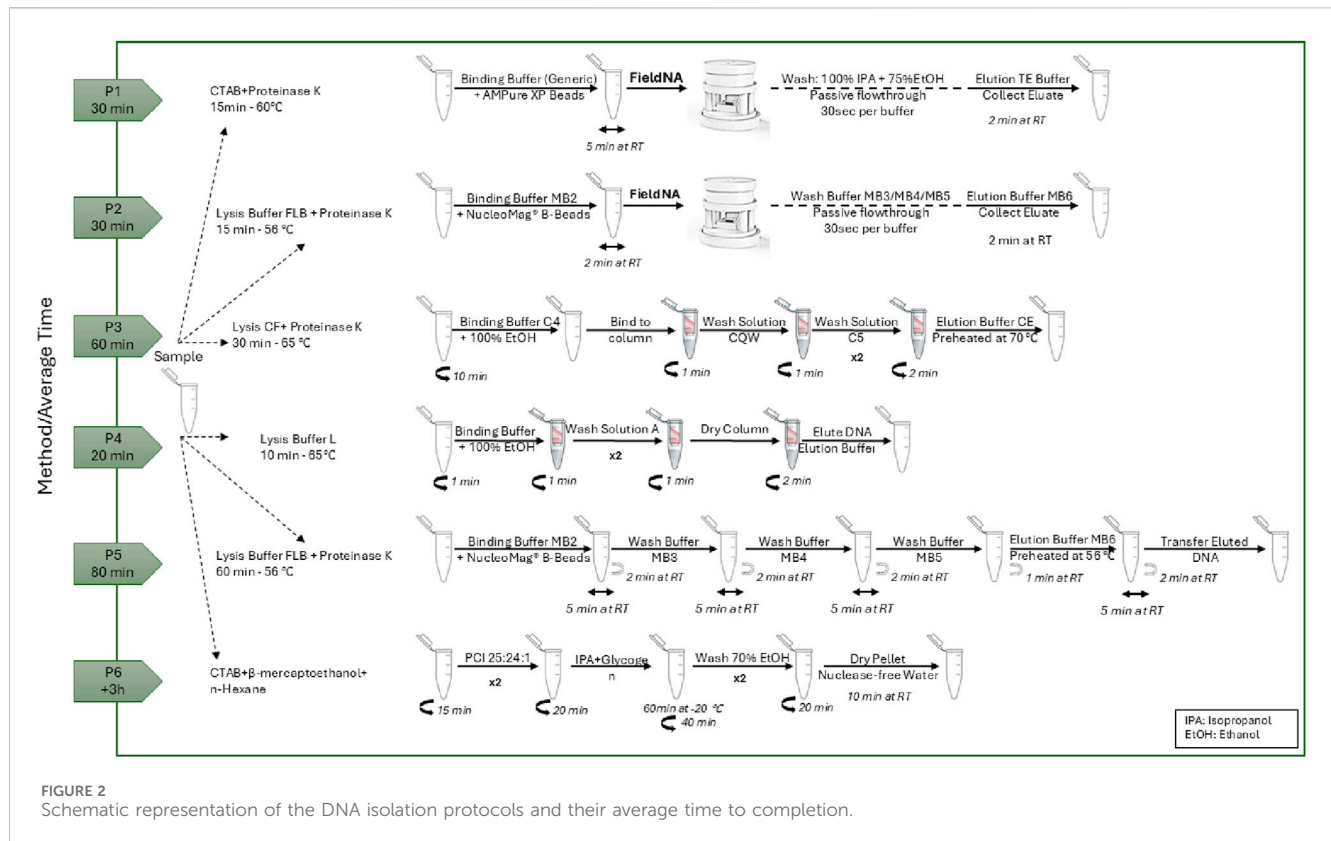 Method/Average Time
P1
30 min
CTAB+Proteinase K
15min - 60°C
Binding Buffer (Generic)
+ AMPure XP Beads
5 min at RT
FieldNA
Wash: 100% IPA + 75%EtOH
Passive flowthrough
30sec per buffer
Elution TE Buffer
Collect Eluate
2 min at RT
P2
30 min
Lysis Buffer FLB + Proteinase K
15 min - 56 °C
Binding Buffer MB2
+ NucleoMag® B-Beads
2 min at RT
FieldNA
Wash Buffer MB3/MB4/MB5
Passive flowthrough
30sec per buffer
Elution Buffer MB6
Collect Eluate
2 min at RT
P3
60 min
Sample
Lysis CF+ Proteinase K
30 min - 65 °C
Binding Buffer C4
+ 100% EtOH
10 min
Bind to
column
1 min
Wash Solution
CQW
1 min
Wash Solution
C5
x2
2 min
Elution Buffer CE
Preheated at 70 °C
P4
20 min
Lysis Buffer L
10 min - 65°C
Binding Buffer
+ 100% EtOH
1 min
Wash Solution A
x2
1 min
Dry Column
1 min
Elute DNA
Elution Buffer
2 min
P5
80 min
Lysis Buffer FLB + Proteinase K
60 min - 56 °C
Binding Buffer MB2
+ NucleoMag® B-Beads
5 min at RT
Wash Buffer
MB3
2 min at RT
5 min at RT
Wash Buffer
MB4
2 min at RT
5 min at RT
Wash Buffer
MB5
2 min at RT
Elution Buffer MB6
Preheated at 56 °C
1 min at RT
5 min at RT
Transfer Eluted
DNA
2 min at RT
P6
+3h
CTAB+β-mercaptoethanol+
n-Hexane
PCI 25:24:1
x2
15 min
20 min
IPA+Glycoge
n
60min at -20 °C
40 min
Wash 70% EtOH
x2
20 min
Dry Pellet
Nuclease-free Water
10 min at RT
IPA: Isopropanol
EtOH: Ethanol
FIGURE 2
Schematic representation of the DNA isolation protocols and their average time to completion.